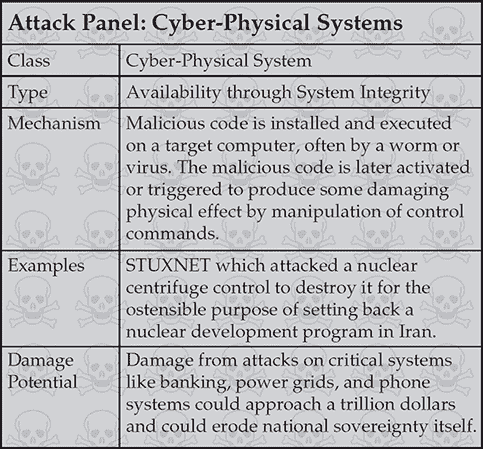 Attack Panel: Cyber-Physical Systems
Class Cyber-Physical System
Type Availability through System Integrity
Mechanism Malicious code is installed and executed
on a target computer, often by a worm or
virus. The malicious code is later activated
or triggered to produce some damaging
physical effect by manipulation of control
commands.
Examples STUXNET which attacked a nuclear
centrifuge control to destroy it for the
ostensible purpose of setting back a
nuclear development program in Iran.
Damage Damage from attacks on critical systems
Potential like banking, power grids, and phone
systems could approach a trillion dollars
and could erode national sovereignty itself.